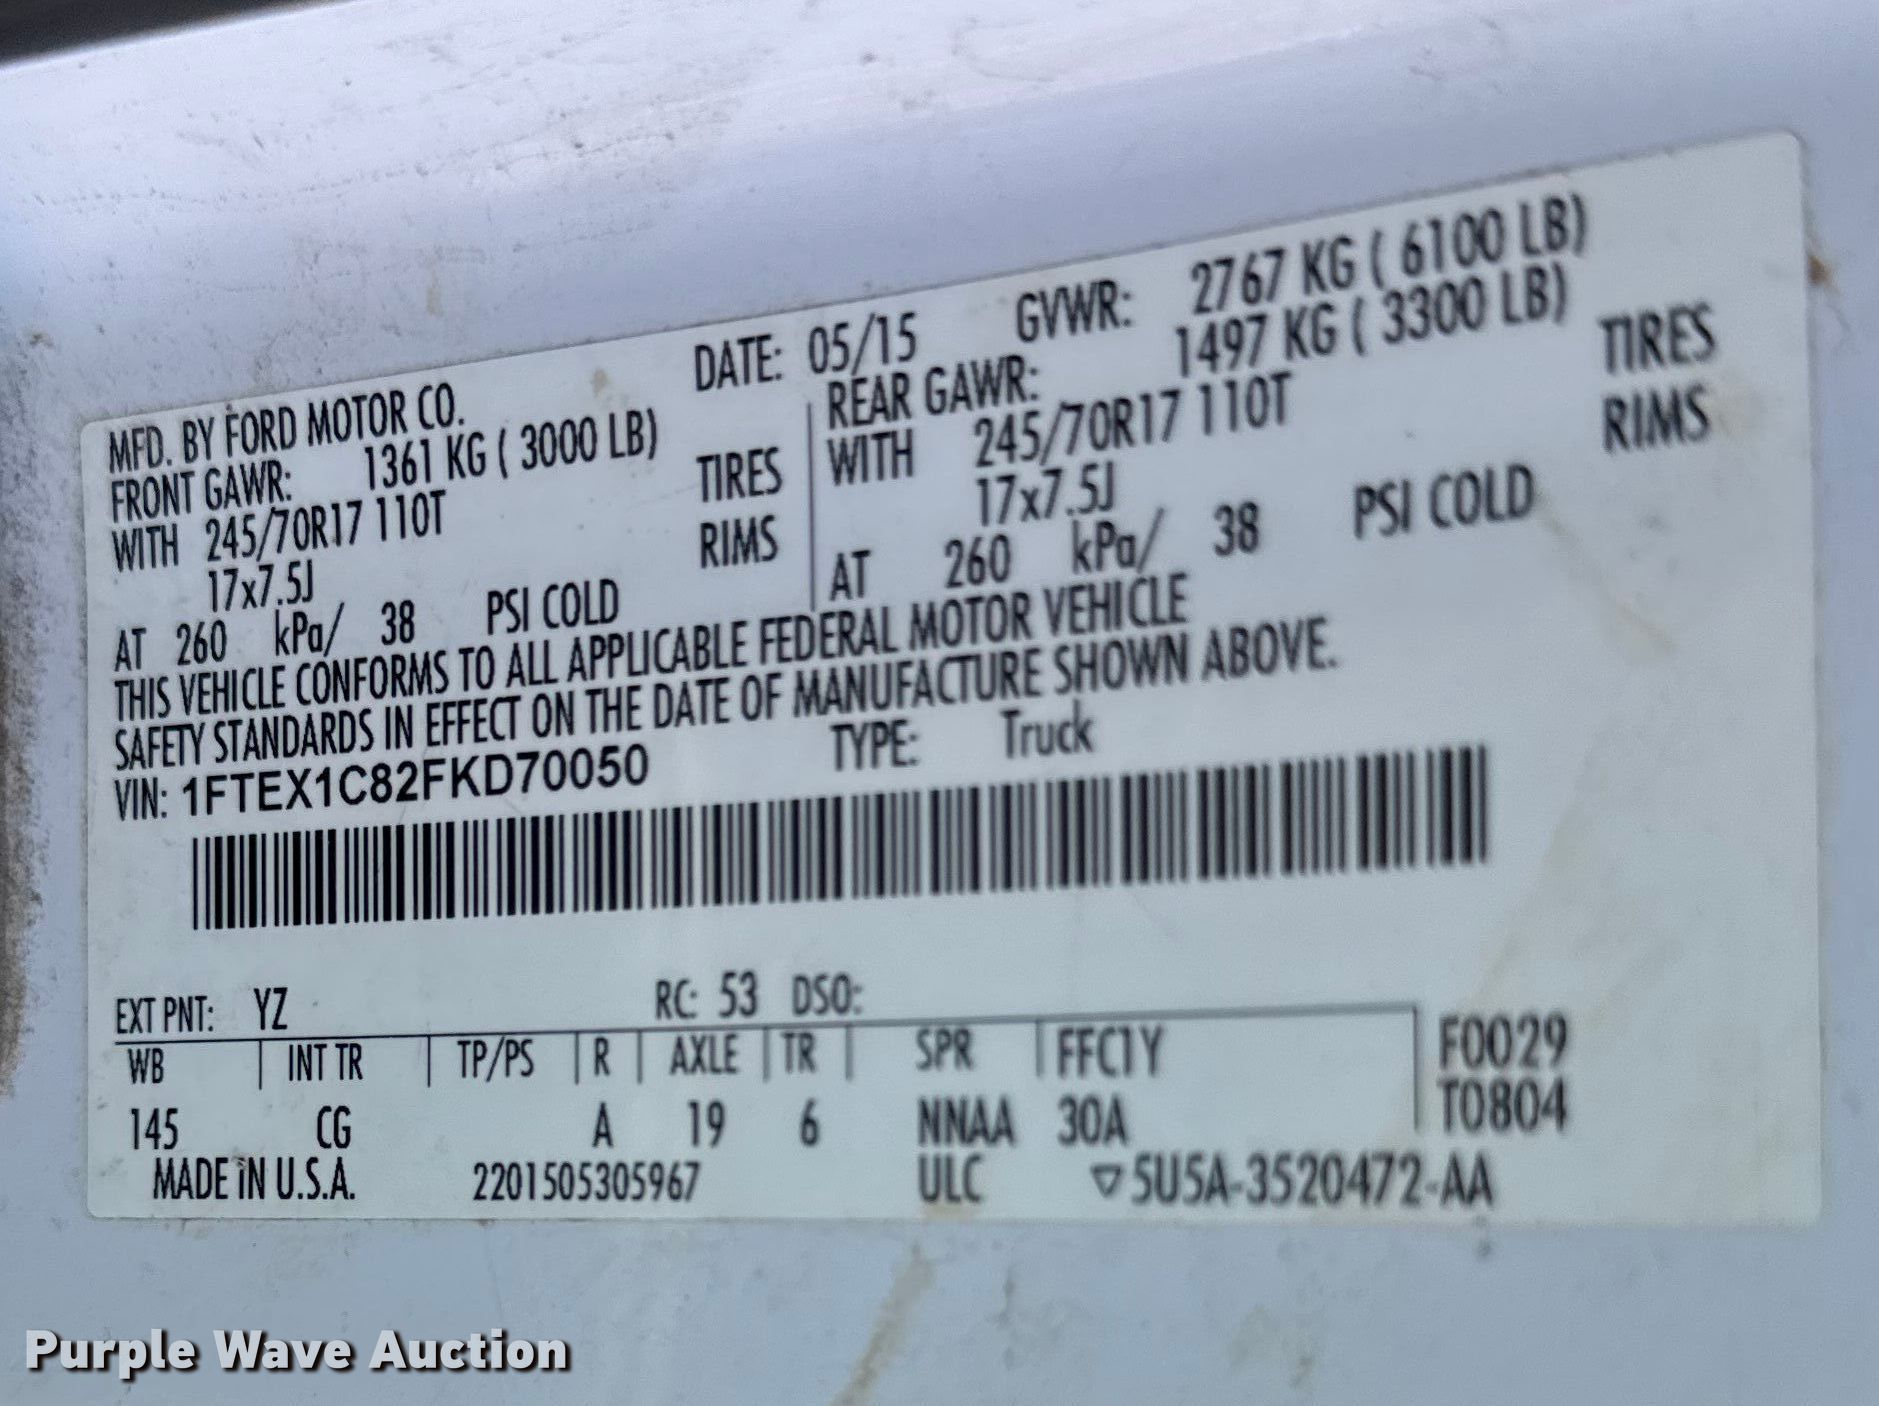 MFD. BY FORD MOTOR CO. DATE: 05/15 GVWR: 2767 KG ( 6100 LB)
FRONT GAWR: 1361 KG ( 3000 LB) REAR GAWR: 1497 KG ( 3300 LB)
WITH 245/70R17 110T TIRES WITH 245/70R17 110T TIRES
17x7.5J RIMS 17x7.5J RIMS
AT 260 kPa/ 38 PSI COLD AT 260 kPa/ 38 PSI COLD
THIS VEHICLE CONFORMS TO ALL APPLICABLE FEDERAL MOTOR VEHICLE
SAFETY STANDARDS IN EFFECT ON THE DATE OF MANUFACTURE SHOWN ABOVE.
VIN: 1FTEX1C82FKD70050 TYPE: Truck
EXT PNT: YZ RC: 53 DSO:
WB INT TR TP/PS R AXLE TR SPR FFC1Y F0029
145 CG A 19 6 NNAA 30A T0804
MADE IN U.S.A. 2201505305967 ULC ▽5U5A-3520472-AA
Purple Wave Auction